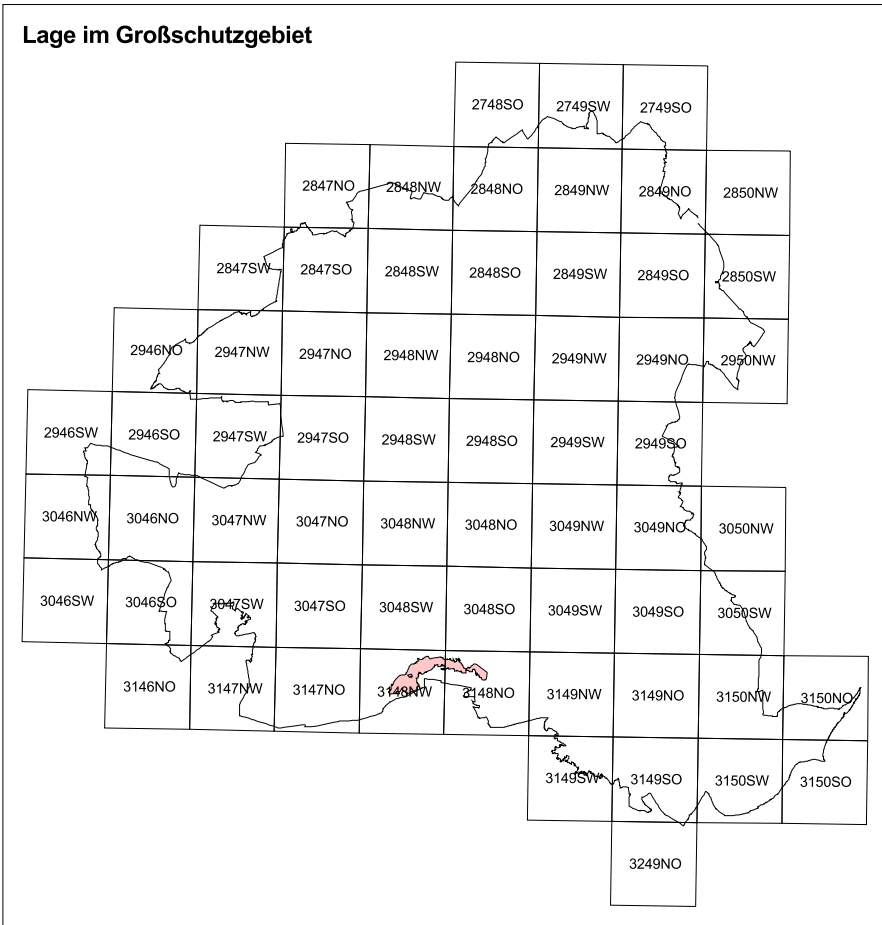 Lage im Großschutzgebiet
2748SO 2749SW 2749SO
2847NO 2848NW 2848NO 2849NW 2849NO 2850NW
2847SW 2847SO 2848SW 2848SO 2849SW 2849SO 2850SW
2946NO 2947NW 2947NO 2948NW 2948NO 2949NW 2949NO 2950NW
2946SW 2946SO 2947SW 2947SO 2948SW 2948SO 2949SW 2949SO
3046NW 3046NO 3047NW 3047NO 3048NW 3048NO 3049NW 3049NO 3050NW
3046SW 3046SO 3047SW 3047SO 3048SW 3048SO 3049SW 3049SO 3050SW
3146NO 3147NW 3147NO 3148NW 3148NO 3149NW 3149NO 3150NW 3150NO
3149SW 3149SO 3150SW 3150SO
3249NO